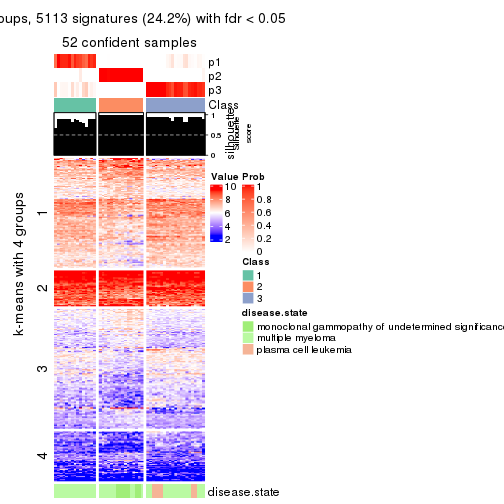 oups, 5113 signatures (24.2%) with fdr < 0.05
52 confident samples
p1
p2
p3
Class
1
0.5
0
silhouette
Silhouette
score
k-means with 4 groups
1
2
3
4
Value
10
8
6
4
2
Prob
1
0.8
0.6
0.4
0.2
0
Class
1
2
3
disease.state
monoclonal gammopathy of undetermined significance
multiple myeloma
plasma cell leukemia
disease.state